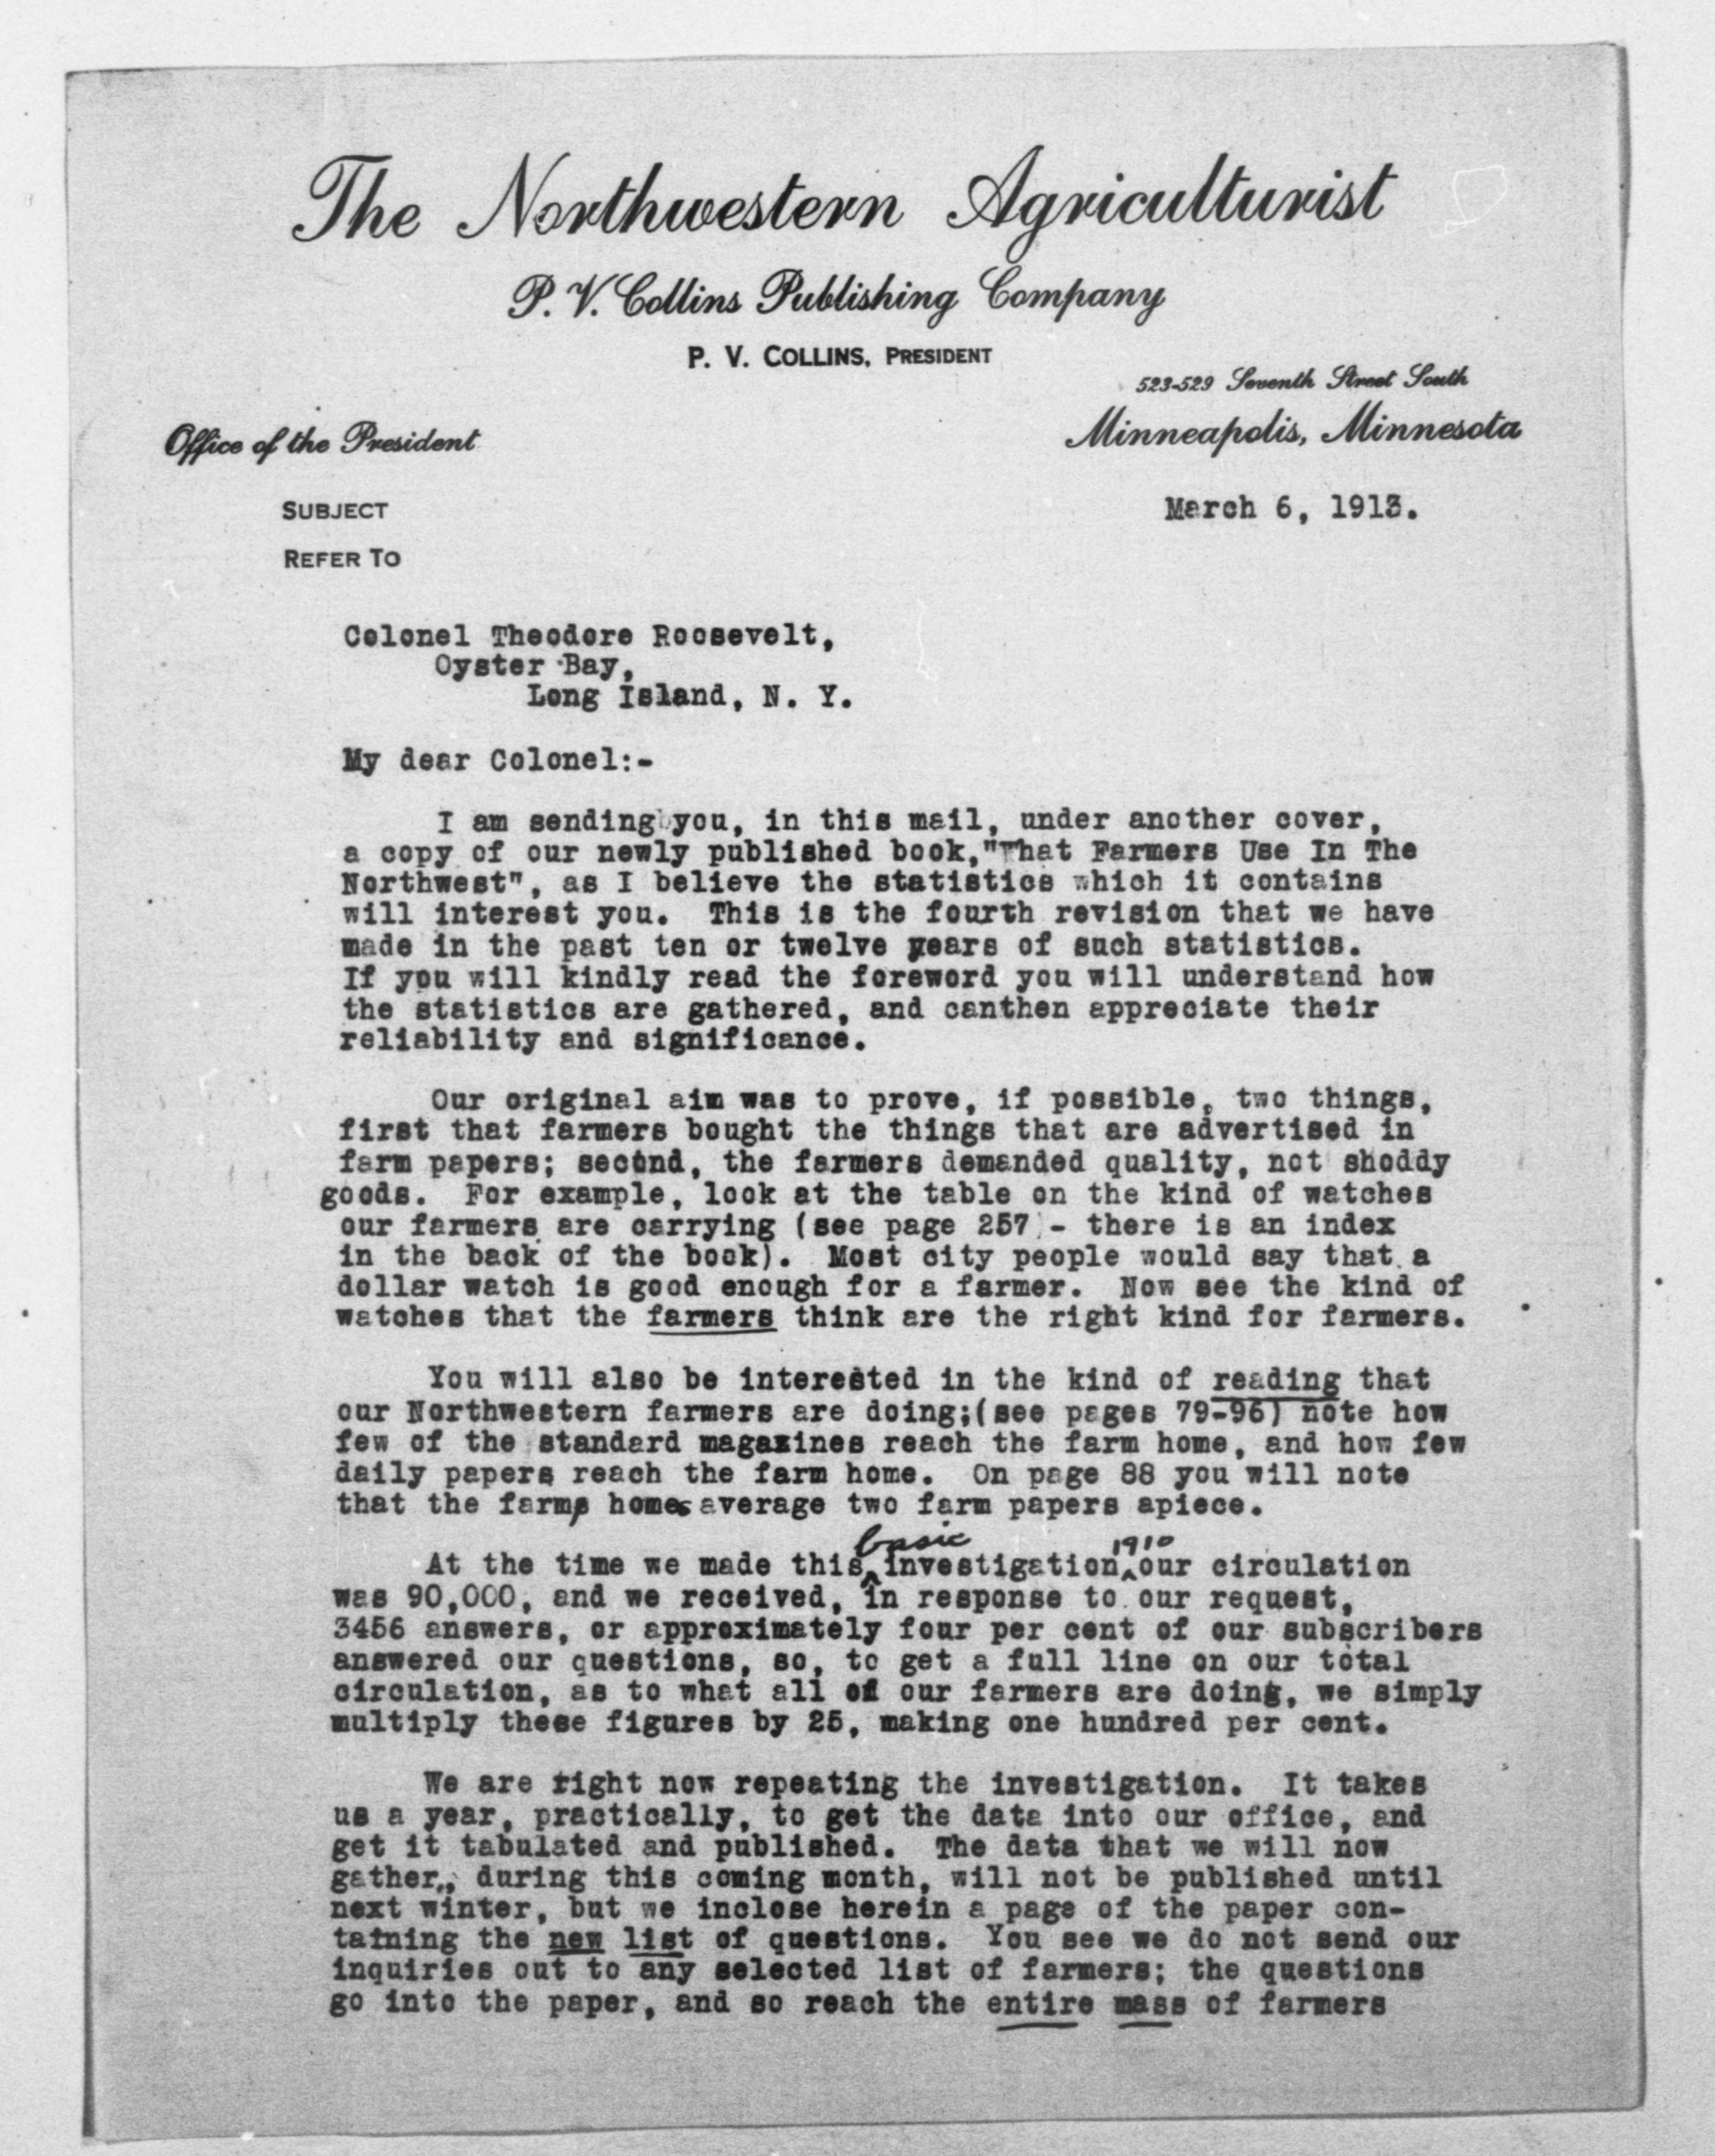 The Northwestern Agriculturist
P. V. Collins Publishing Company
P. V. COLLINS, PRESIDENT
523-529 Seventh Street South
Office of the President
Minneapolis, Minnesota
SUBJECT
March 6, 1913.
REFER TO
Colonel Theodore Roosevelt,
Oyster Bay,
Long Island, N. Y.
My dear Colonel:-
I am sending you, in this mail, under another cover,
a copy of our newly published book,"What Farmers Use In The
Northwest", as I believe the statistics which it contains
will interest you. This is the fourth revision that we have
made in the past ten or twelve years of such statistics.
If you will kindly read the foreword you will understand how
the statistics are gathered, and canthen appreciate their
reliability and significance.
Our original aim was to prove, if possible, two things,
first that farmers bought the things that are advertised in
farm papers; second, the farmers demanded quality, not shoddy
goods. For example, look at the table on the kind of watches
our farmers are carrying (see page 257 - there is an index
in the back of the book). Most city people would say that a
dollar watch is good enough for a farmer. Now see the kind of
watches that the farmers think are the right kind for farmers.
You will also be interested in the kind of reading that
our Northwestern farmers are doing;(see pages 79-96) note how
few of the standard magazines reach the farm home, and how few
daily papers reach the farm home. On page 88 you will note
that the farm homes average two farm papers apiece.
At the time we made this basic investigation 1910 our circulation
was 90,000, and we received, in response to our request,
3456 answers, or approximately four per cent of our subscribers
answered our questions, so, to get a full line on our total
circulation, as to what all of our farmers are doing, we simply
multiply these figures by 25, making one hundred per cent.
We are right now repeating the investigation. It takes
us a year, practically, to get the data into our office, and
get it tabulated and published. The data that we will now
gather,, during this coming month, will not be published until
next winter, but we inclose herein a page of the paper con-
taining the new list of questions. You see we do not send our
inquiries out to any selected list of farmers; the questions
go into the paper, and so reach the entire mass of farmers